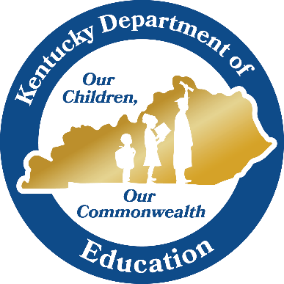 Kentucky Department of
Our
Children,
Our
Commonwealth
Education